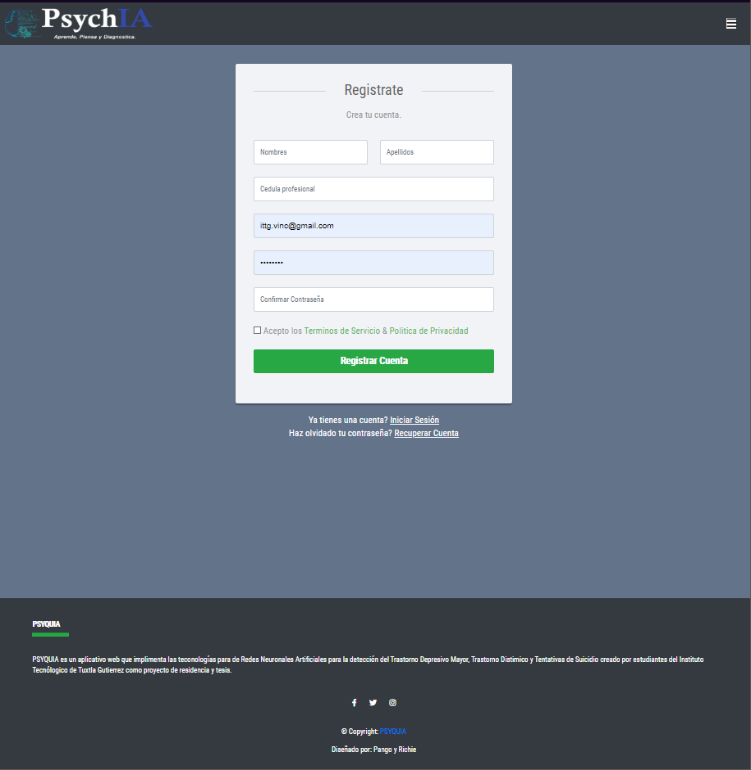 PsychIA
Aprende, Piensa y Diagnostica.
Registrate
Crea tu cuenta.
Nombres
Apellidos
Cedula profesional
ittg.vino@gmail.com
••••••••
Confirmar Contraseña
Acepto los Terminos de Servicio & Politica de Privacidad
Registrar Cuenta
Ya tienes una cuenta? Iniciar Sesión
Haz olvidado tu contraseña? Recuperar Cuenta
PSYQUIA
PSYQUIA es un aplicativo web que implimenta las teconologías para de Redes Neuronales Artificiales para la detección del Trastorno Depresivo Mayor, Trastorno Distimico y Tentativas de Suicidio creado por estudiantes del Instituto
Tecnólogico de Tuxtla Gutierrez como proyecto de residencia y tesis.
© Copyright: PSYQUIA
Diseñado por: Pango y Richie